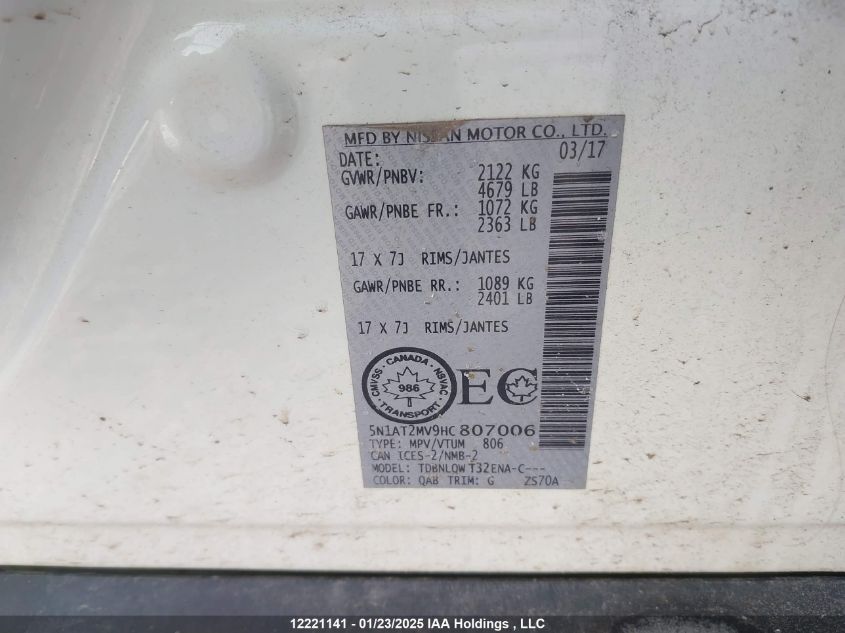 MFD BY NISSAN MOTOR CO., LTD.
DATE: 03/17
GVWR/PNBV: 2122 KG
4679 LB
GAWR/PNBE FR.: 1072 KG
2363 LB
17 X 7J RIMS/JANTES
GAWR/PNBE RR.: 1089 KG
2401 LB
17 X 7J RIMS/JANTES
CANADA
CMVSS 986 NSVAC
TRANSPORT
EC
5N1AT2MV9HC807006
TYPE: MPV/VTUM 806
CAN ICES-2/NMB-2
MODEL: TDBNLQW T32ENA-C---
COLOR: QAB TRIM: G ZS70A
12221141 - 01/23/2025 IAA Holdings , LLC